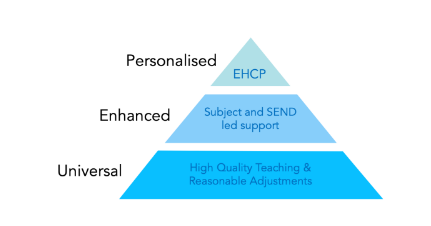 Personalised
EHCP
Enhanced
Subject and SEND
led support
Universal
High Quality Teaching &
Reasonable Adjustments